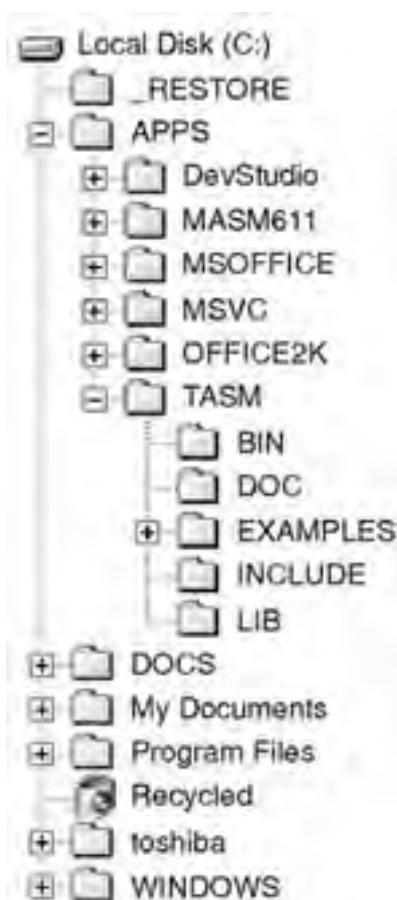 Local Disk (C:)
_RESTORE
APPS
DevStudio
MASM611
MSOFFICE
MSVC
OFFICE2K
TASM
BIN
DOC
EXAMPLES
INCLUDE
LIB
DOCS
My Documents
Program Files
Recycled
toshiba
WINDOWS